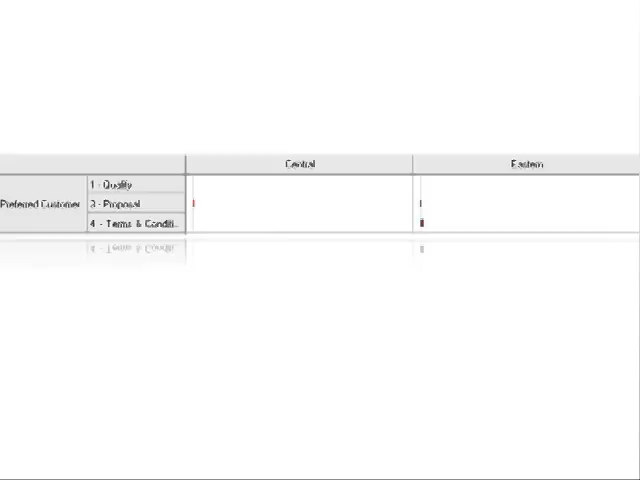 Central Eastern
1 - Qualify
Preferred Customer 3 - Proposal
4 - Terms & Conditi..